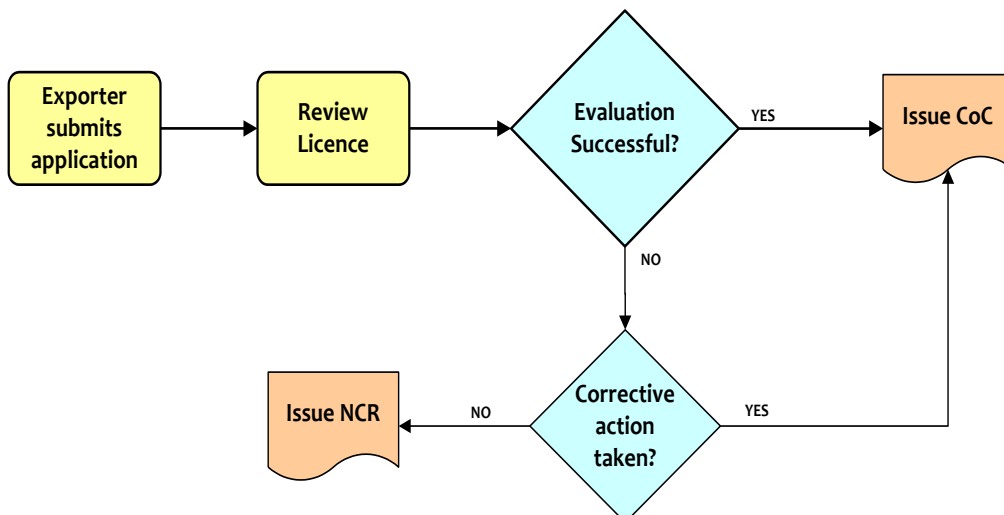 Exporter
submits
application
Review
Licence
Evaluation
Successful?
YES
Issue CoC
NO
Corrective
action
taken?
NO
Issue NCR
YES